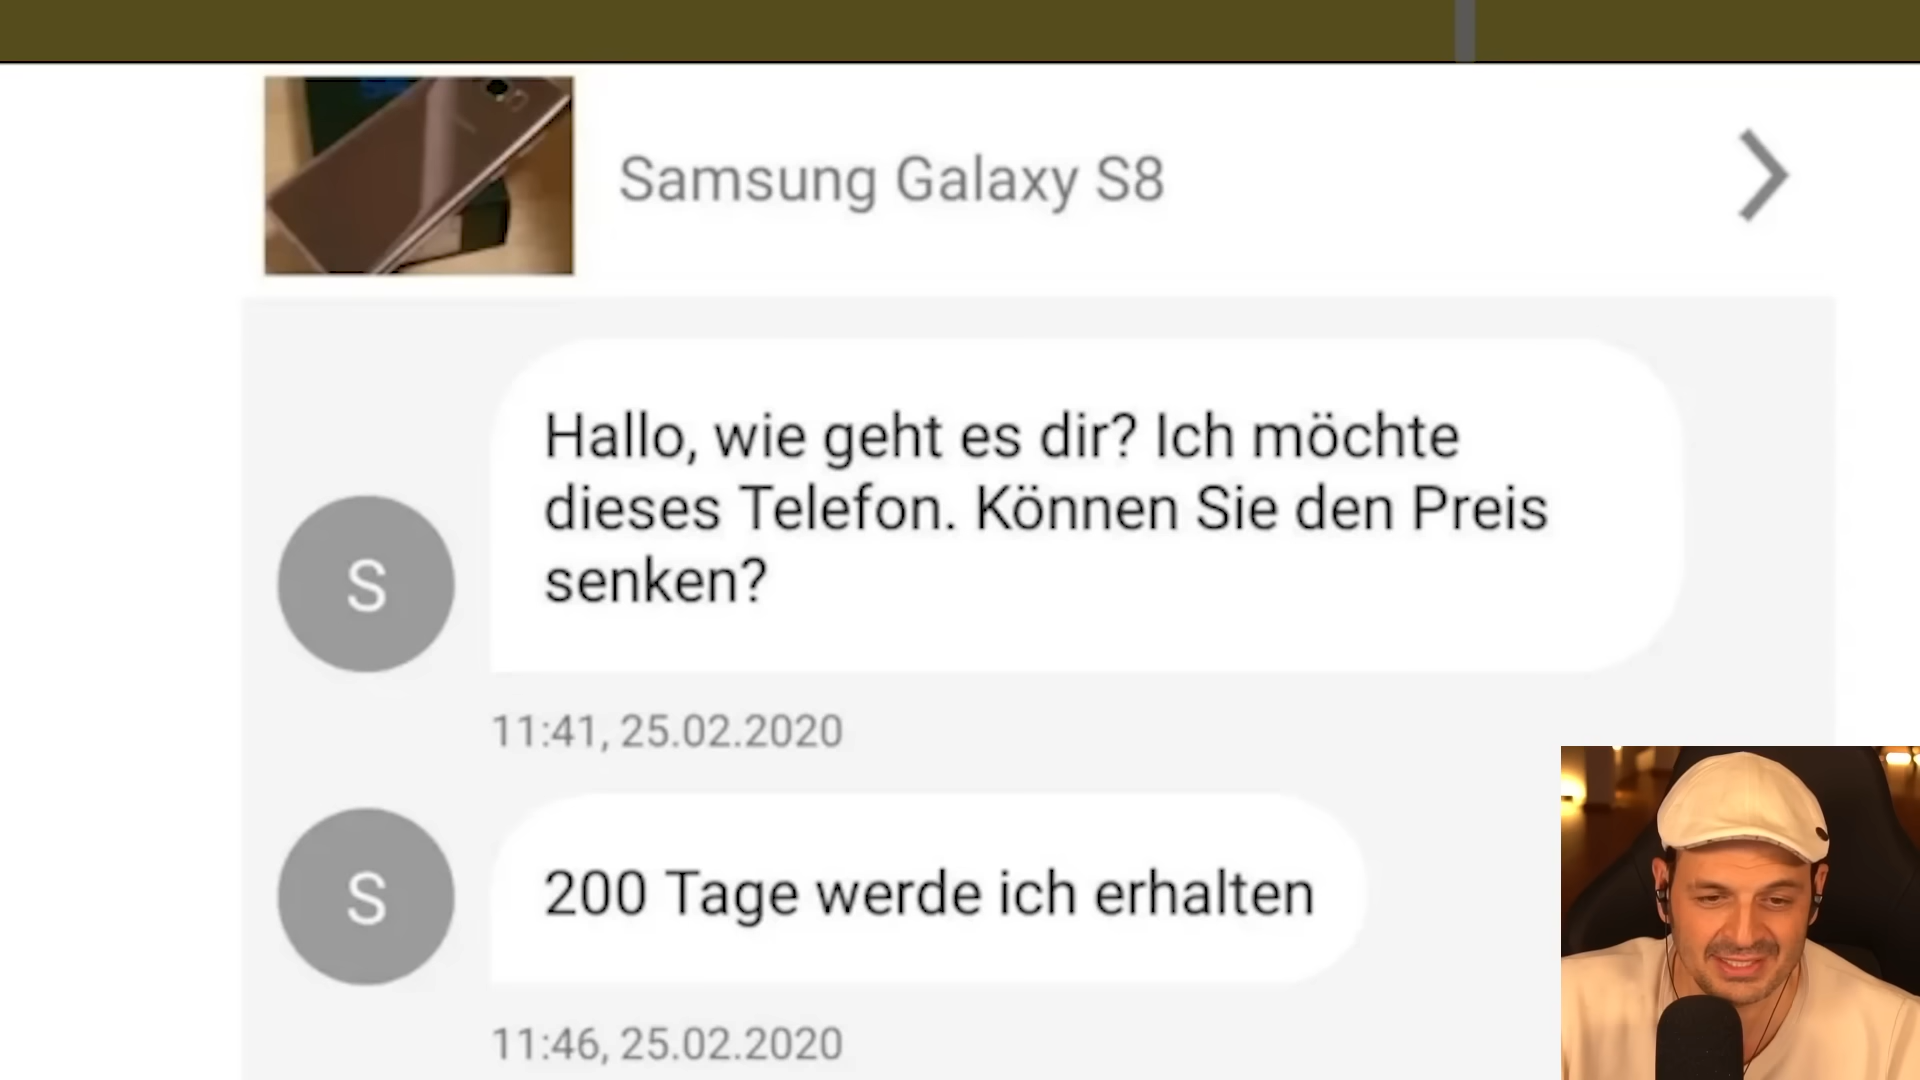 Samsung Galaxy S8
Hallo, wie geht es dir? Ich möchte
dieses Telefon. Können Sie den Preis
senken?
S
11:41, 25.02.2020
S
200 Tage werde ich erhalten
11:46, 25.02.2020